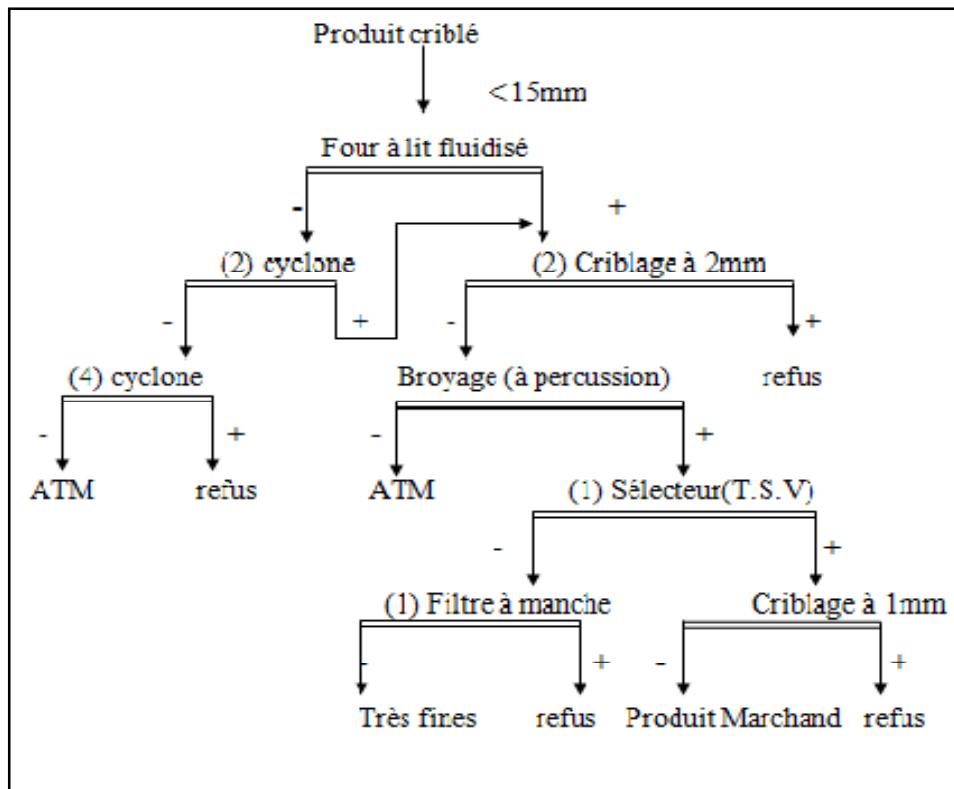 Produit criblé
<15mm
Four à lit fluidisé
- +
(2) cyclone (2) Criblage à 2mm
- + - +
(4) cyclone Broyage (à percussion) refus
- + - +
ATM refus ATM (1) Sélecteur(T.S.V)
- +
(1) Filtre à manche Criblage à 1mm
- + - +
Très fines refus Produit Marchand refus